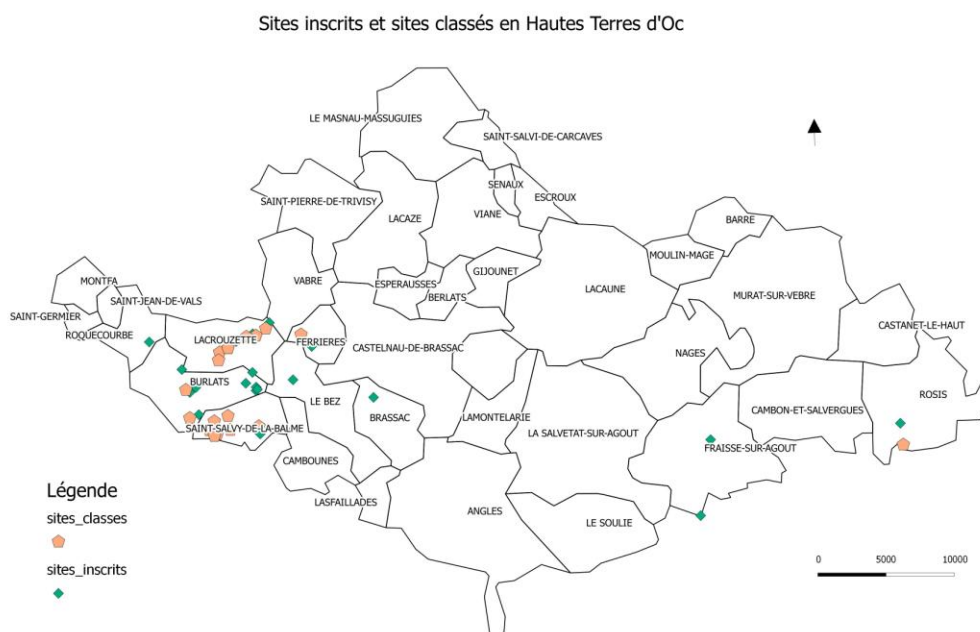 Sites inscrits et sites classés en Hautes Terres d'Oc
LE MASNAU-MASSUGUIES
SAINT-SALVI-DE-CARCAVES
SENAUX
ESCROUX
SAINT-PIERRE-DE-TRIVISY
LACAZE
VIANE
BARRE
MOULIN-MAGE
MONTFA
VABRE
GIJOUNET
ESPERAUSSES
LACAUNE
SAINT-JEAN-DE-VALS
BERLATS
MURAT-SUR-VEBRE
SAINT-GERMIER
CASTANET-LE-HAUT
ROQUECOURBE
LACROUZETTE
FERRIERES
CASTELNAU-DE-BRASSAC
NAGES
BURLATS
ROSIS
LE BEZ
CAMBON-ET-SALVERGUES
BRASSAC
LAMONTELARIE
SAINT-SALVY-DE-LA-BALME
LA SALVETAT-SUR-AGOUT
FRAISSE-SUR-AGOUT
CAMBOUNES
LASFAILLADES
ANGLES
LE SOULIE
Légende
sites_classes
sites_inscrits
0 5000 10000